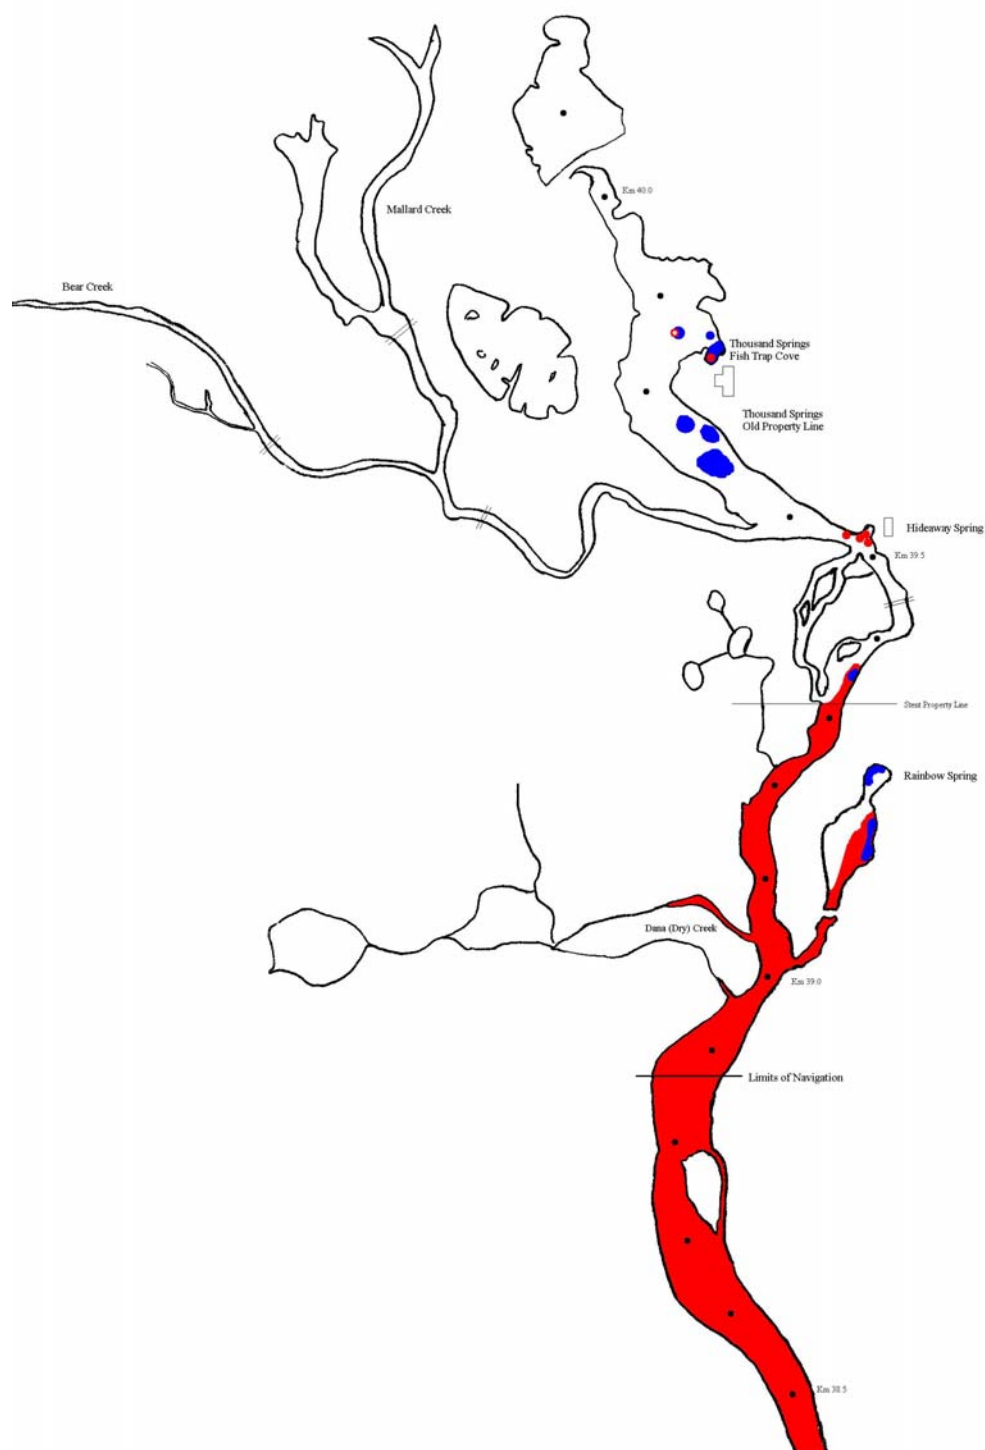 Km 40.0
Mallard Creek
Bear Creek
Thousand Springs
Fish Trap Cove
Thousand Springs
Old Property Line
Hideaway Spring
Km 39.5
Stent Property Line
Rainbow Spring
Dana (Dry) Creek
Km 39.0
Limits of Navigation
Km 38.5